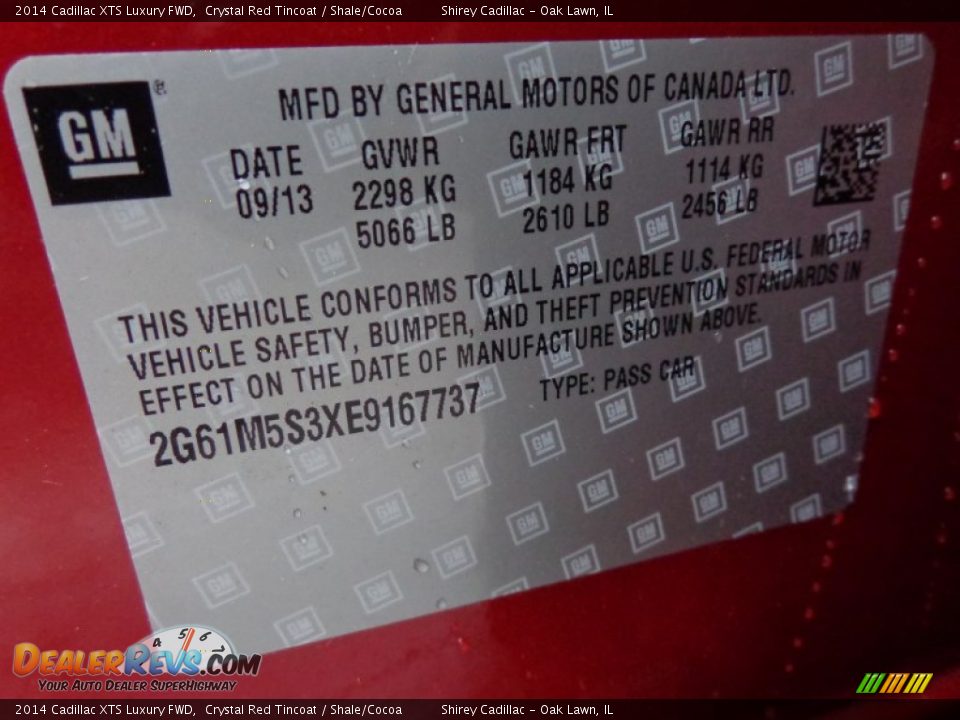 2014 Cadillac XTS Luxury FWD, Crystal Red Tincoat / Shale/Cocoa Shirey Cadillac - Oak Lawn, IL
GM ®
MFD BY GENERAL MOTORS OF CANADA LTD.
DATE GVWR GAWR FRT GAWR RR
09/13 2298 KG 1184 KG 1114 KG
5066 LB 2610 LB 2456 LB
THIS VEHICLE CONFORMS TO ALL APPLICABLE U.S. FEDERAL MOTOR
VEHICLE SAFETY, BUMPER, AND THEFT PREVENTION STANDARDS IN
EFFECT ON THE DATE OF MANUFACTURE SHOWN ABOVE.
2G61M5S3XE9167737 TYPE: PASS CAR
4 5 6 7
DealerRevs.com
Your Auto Dealer SuperHighway
2014 Cadillac XTS Luxury FWD, Crystal Red Tincoat / Shale/Cocoa Shirey Cadillac - Oak Lawn, IL